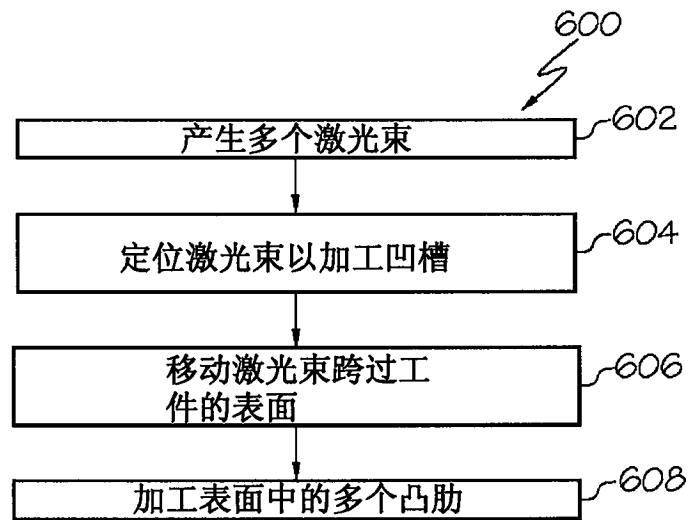 600
产生多个激光束
602
定位激光束以加工凹槽
604
移动激光束跨过工
件的表面
606
加工表面中的多个凸肋
608